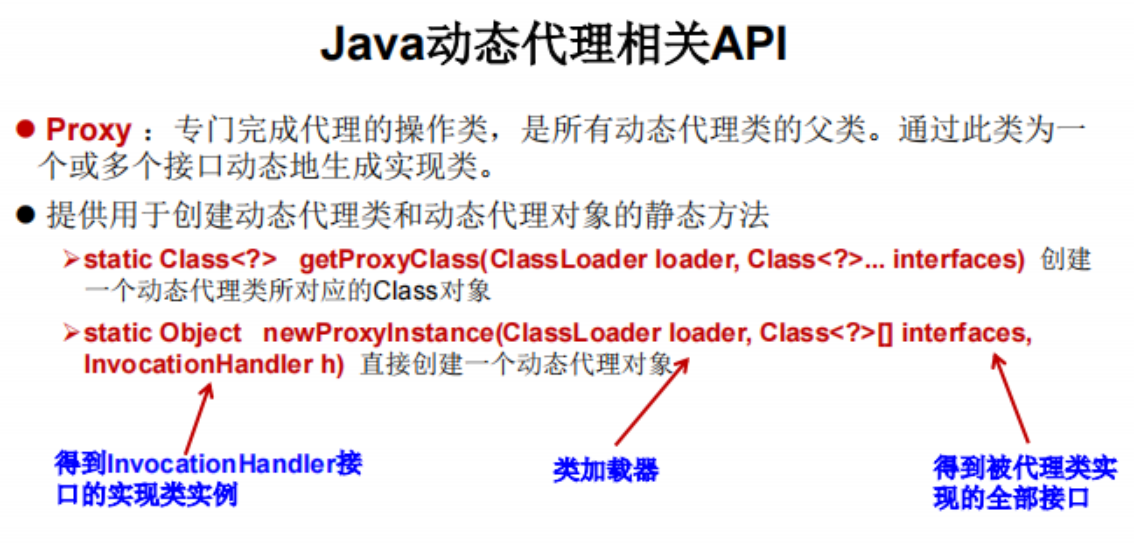 Java动态代理相关API
● Proxy ：专门完成代理的操作类，是所有动态代理类的父类。通过此类为一
个或多个接口动态地生成实现类。
● 提供用于创建动态代理类和动态代理对象的静态方法
➢static Class<?> getProxyClass(ClassLoader loader, Class<?>... interfaces) 创建
一个动态代理类所对应的Class对象
➢static Object newProxyInstance(ClassLoader loader, Class<?>[] interfaces,
InvocationHandler h) 直接创建一个动态代理对象
得到InvocationHandler接
口的实现类实例
类加载器
得到被代理类实
现的全部接口